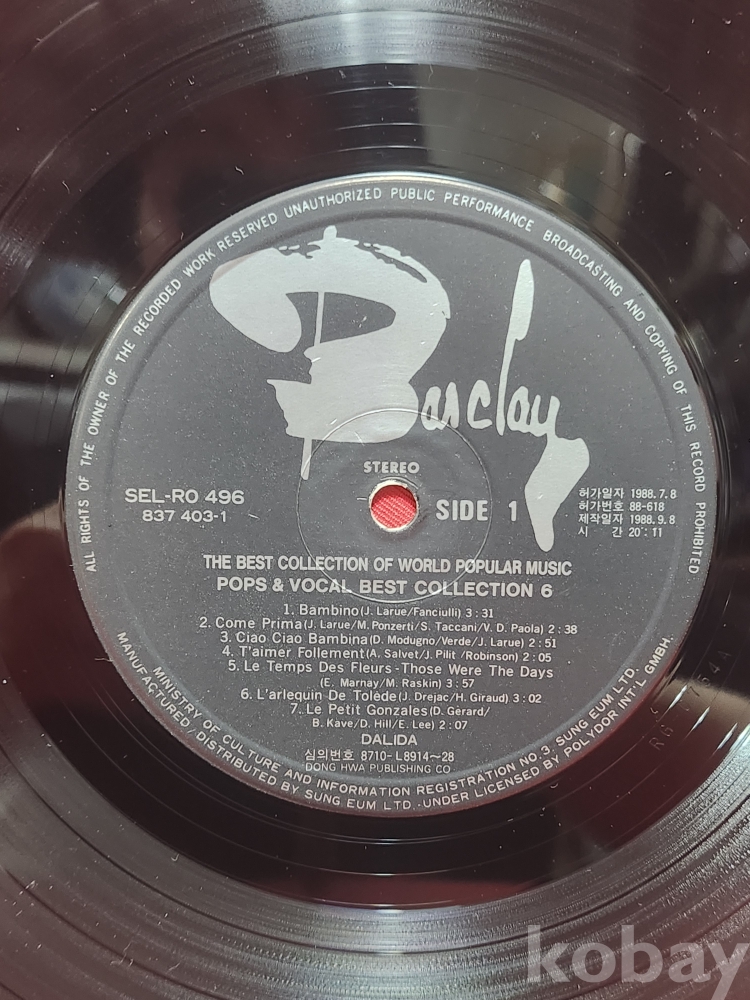 ALL RIGHTS OF THE OWNER OF THE RECORDED WORK RESERVED UNAUTHORIZED PUBLIC PERFORMANCE BROADCASTING AND COPYING OF THIS RECORD PROHIBITED
Barclay
STEREO
SEL-RO 496
837 403-1
SIDE 1
허가일자 1988.7.8
허가번호 88-618
제작일자 1988.9.8
시 간 20:11
THE BEST COLLECTION OF WORLD POPULAR MUSIC
POPS & VOCAL BEST COLLECTION 6
1. Bambino(J. Larue/Fanciulli) 3:31
2. Come Prima(J. Larue/M. Ponzerti/S. Taccani/V. D. Paola) 2:38
3. Ciao Ciao Bambina(D. Modugno/Verde/J. Larue) 2:51
4. T'aimer Follement(A. Salvet/J. Pilit /Robinson) 2:05
5. Le Temps Des Fleurs-Those Were The Days
(E. Marnay/M. Raskin) 3:57
6. L'arlequin De Tolède(J. Drejac/H. Giraud) 3:02
7. Le Petit Gonzales(D. Gerard/
B. Kave/D. Hill/E. Lee) 2:07
DALIDA
심의번호 8710-L8914~28
DONG HWA PUBLISHING CO
MINISTRY OF CULTURE AND INFORMATION REGISTRATION NO.3, SUNG EUM LTD.
MANUFACTURED/DISTRIBUTED BY SUNG EUM LTD.-UNDER LICENSED BY POLYDOR INT'L GMBH.
kobay